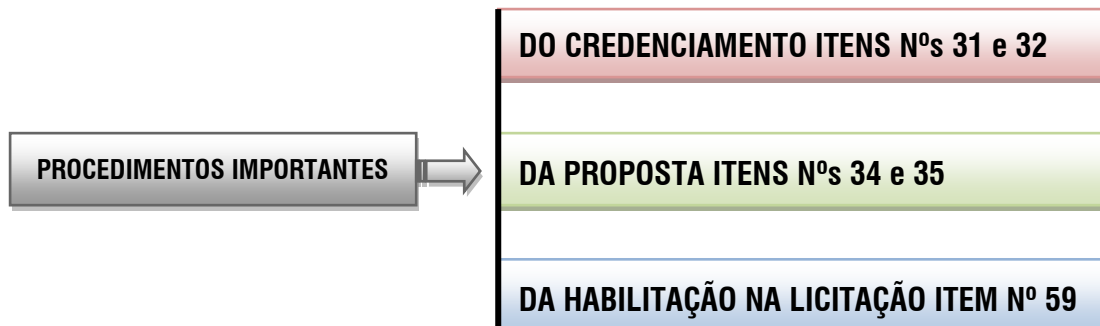 PROCEDIMENTOS IMPORTANTES
DO CREDENCIAMENTO ITENS Nºs 31 e 32
DA PROPOSTA ITENS Nºs 34 e 35
DA HABILITAÇÃO NA LICITAÇÃO ITEM Nº 59